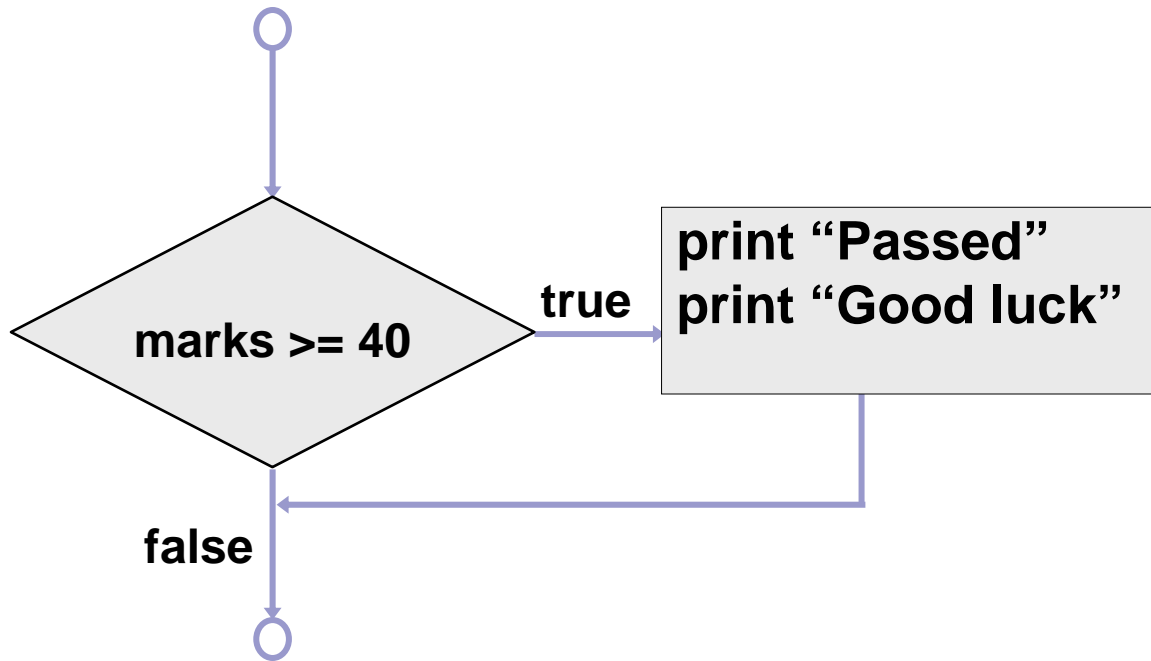 marks >= 40
true
print “Passed”
print “Good luck”
false